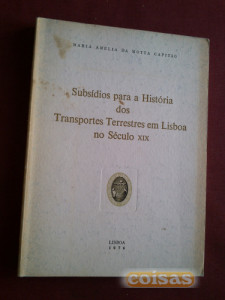 MARIA AMÉLIA DA MOTTA CAPITÃO
Subsídios para a História
dos
Transportes Terrestres em Lisboa
no Século XIX
LISBOA
1974
coisas